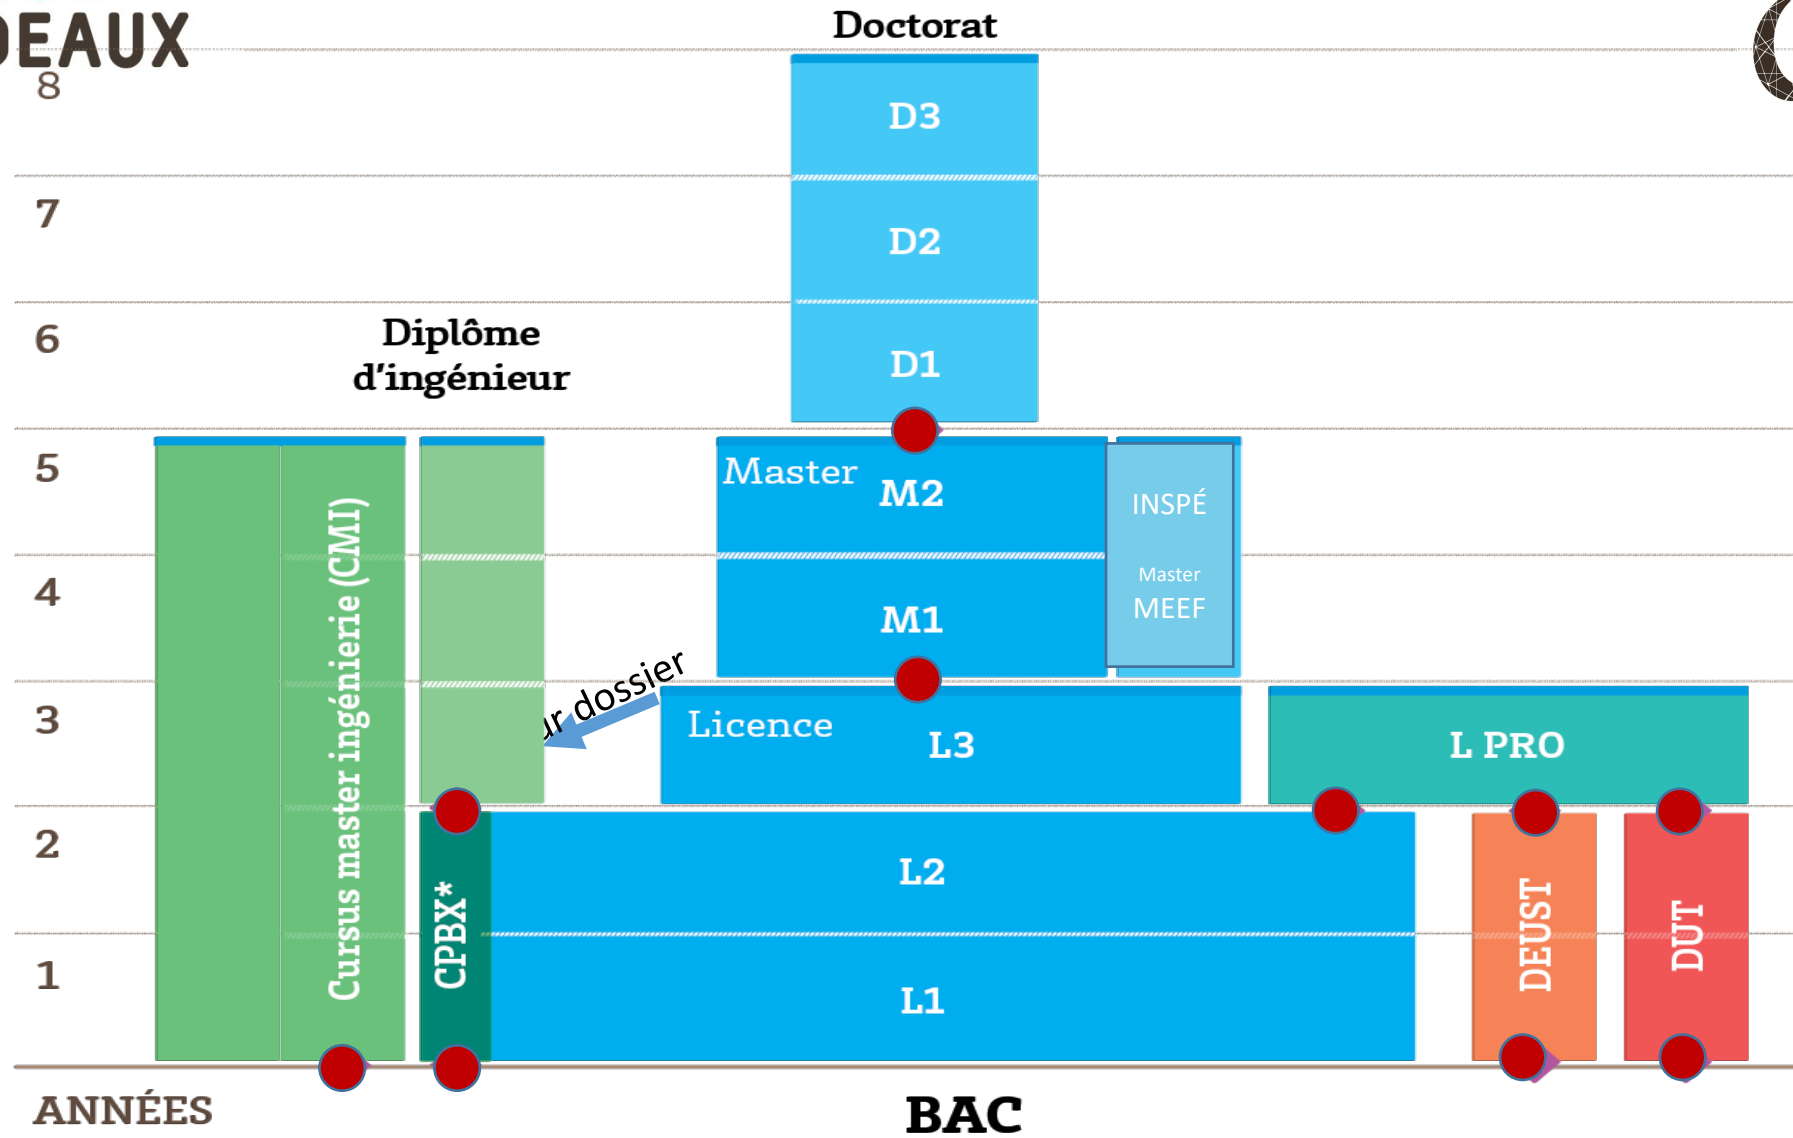 DEAUX
Doctorat
8
D3
7
D2
6
Diplôme
d'ingénieur
D1
5
Master
M2
INSPÉ
4
Master
MEEF
M1
Cursus master ingénierie (CMI)
dossier
3
Licence
L3
L PRO
2
L2
CPBX*
DEUST
DUT
1
L1
ANNÉES
BAC